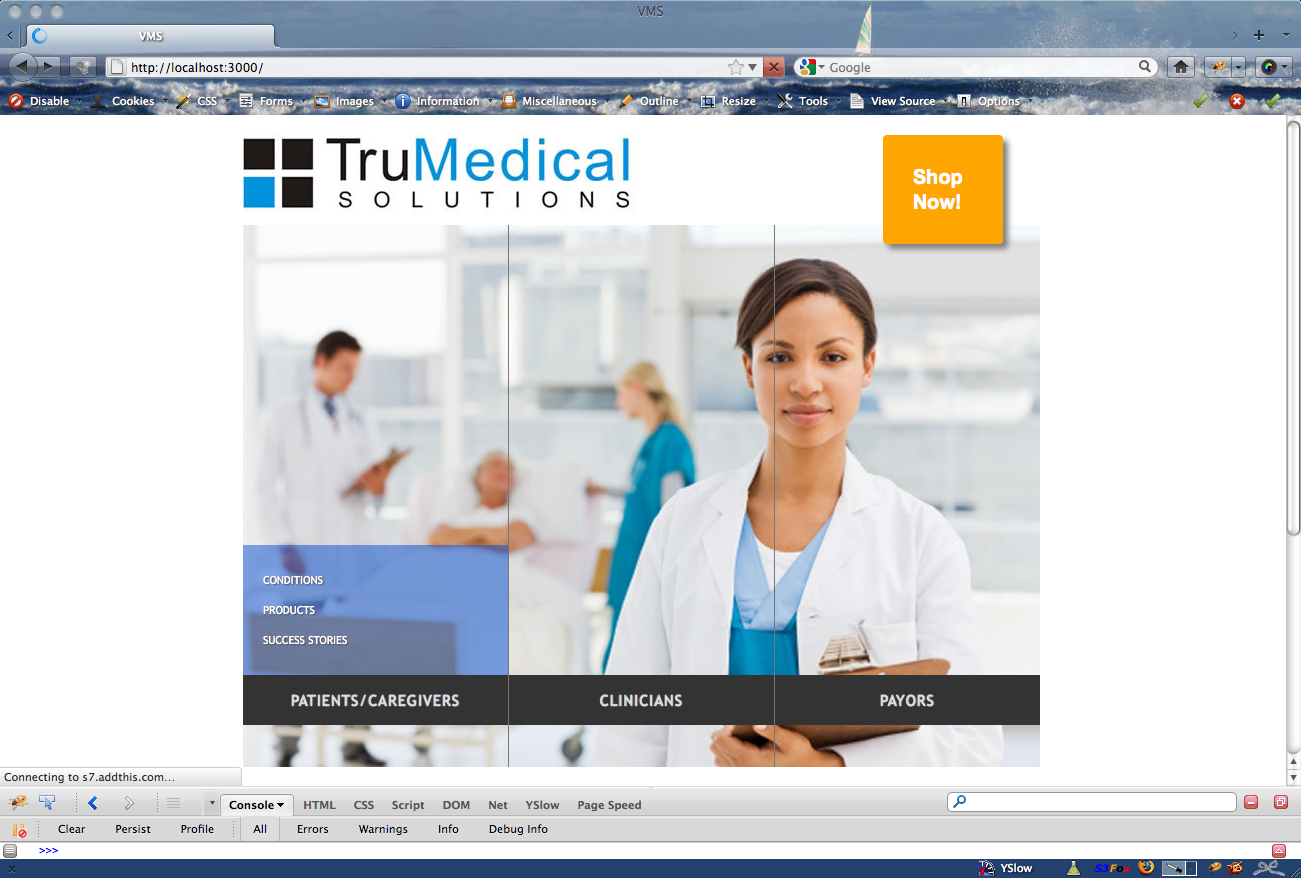 VMS
VMS
http://localhost:3000/
Google
Disable Cookies CSS Forms Images Information Miscellaneous Outline Resize Tools View Source Options
TruMedical
SOLUTIONS
Shop
Now!
CONDITIONS
PRODUCTS
SUCCESS STORIES
PATIENTS/CAREGIVERS CLINICIANS PAYORS
Connecting to s7.addthis.com...
Console HTML CSS Script DOM Net YSlow Page Speed
Clear Persist Profile All Errors Warnings Info Debug Info
>>>
YSlow S3Fox